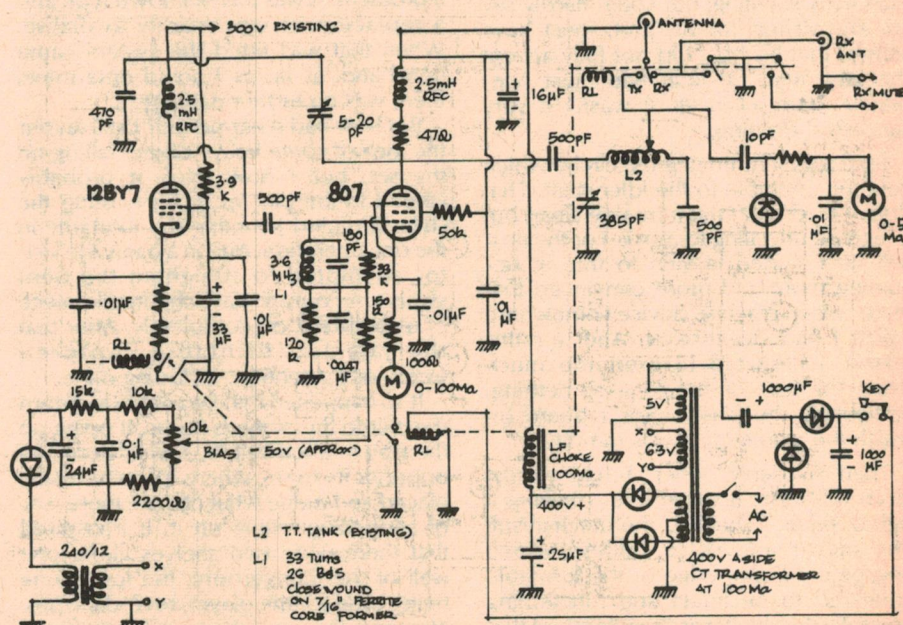 300V EXISTING
ANTENNA
Rx
ANT
Rx MUTE
470
PF
2·5
mH
RFC
5-20
PF
2·5mH
RFC
47Ω
16µF
RL
Tx
Rx
500pF
L2
10pF
12BY7
3·9
K
807
500pF
180
PF
50k
385pF
500
PF
·01
µF
M
0-5
Ma
3·6
MHz
33
K
150
K
·01µF
·01µF
33
µF
·01
µF
120
K
·0047
µF
100Ω
·01
µF
RL
M
0-100Ma
15k
10k
10k
BIAS -50V (APPROX)
RL
24µF
0·1
µF
2200Ω
LF
CHOKE
100Ma
5V
X
6·3V
Y
1000µF
KEY
1000
µF
400V+
AC
25µF
400V A SIDE
CT TRANSFORMER
AT 100Ma
240/12
X
Y
L2 T.T. TANK (EXISTING)
L1 33 Turns
26 B&S
CLOSE WOUND
ON 7/16" FERRITE
CORE FORMER